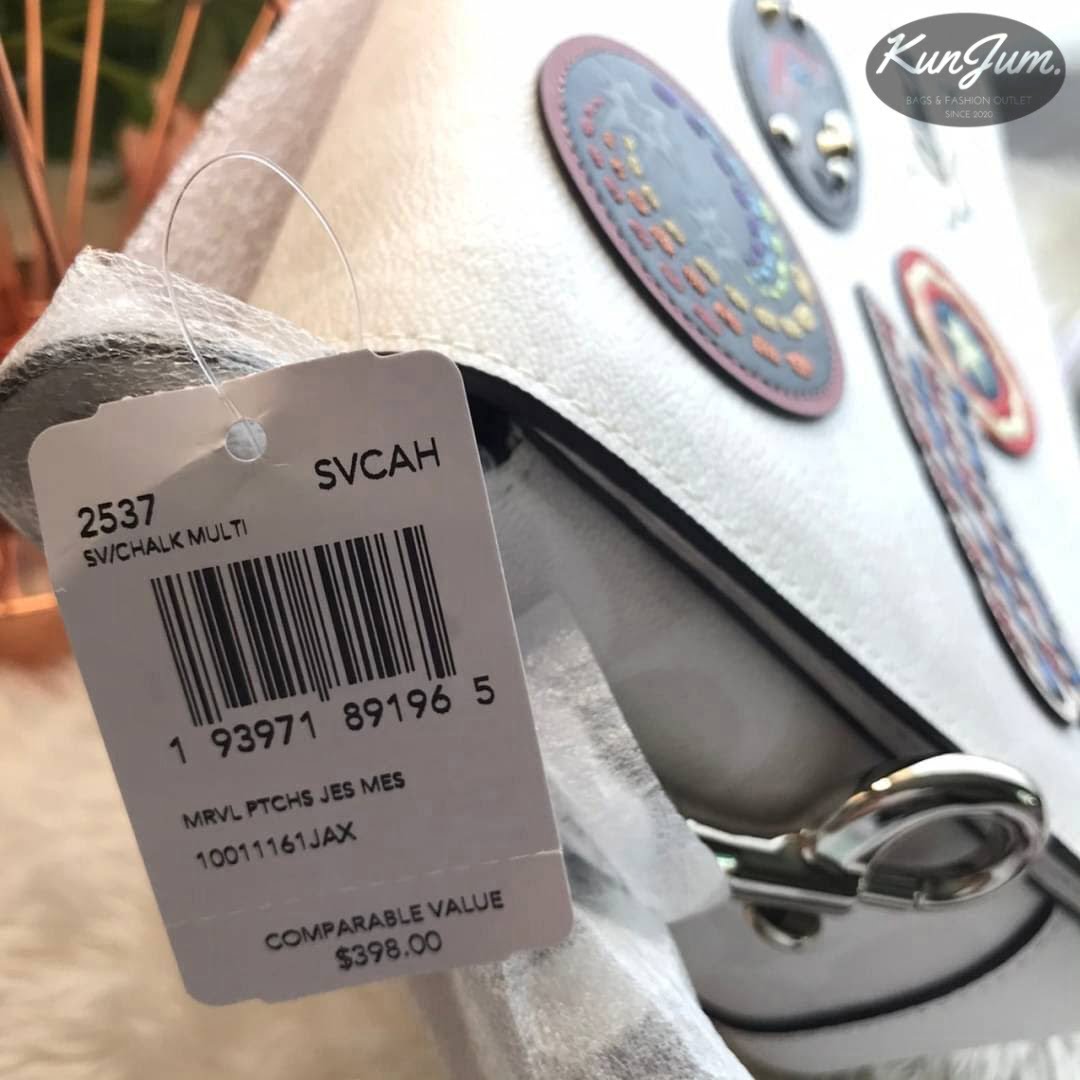 KunJum.
BAGS & FASHION OUTLET
SINCE 2020
SVCAH
2537
SV/CHALK MULTI
1 93971 89196 5
MRVL PTCHS JES MES
10011161JAX
COMPARABLE VALUE
$398.00